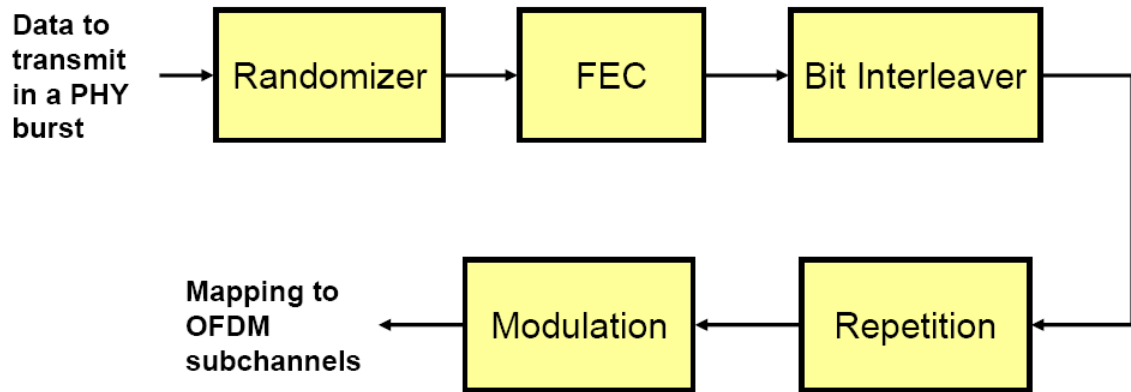 Data to
transmit
in a PHY
burst
Randomizer
FEC
Bit Interleaver
Mapping to
OFDM
subchannels
Modulation
Repetition